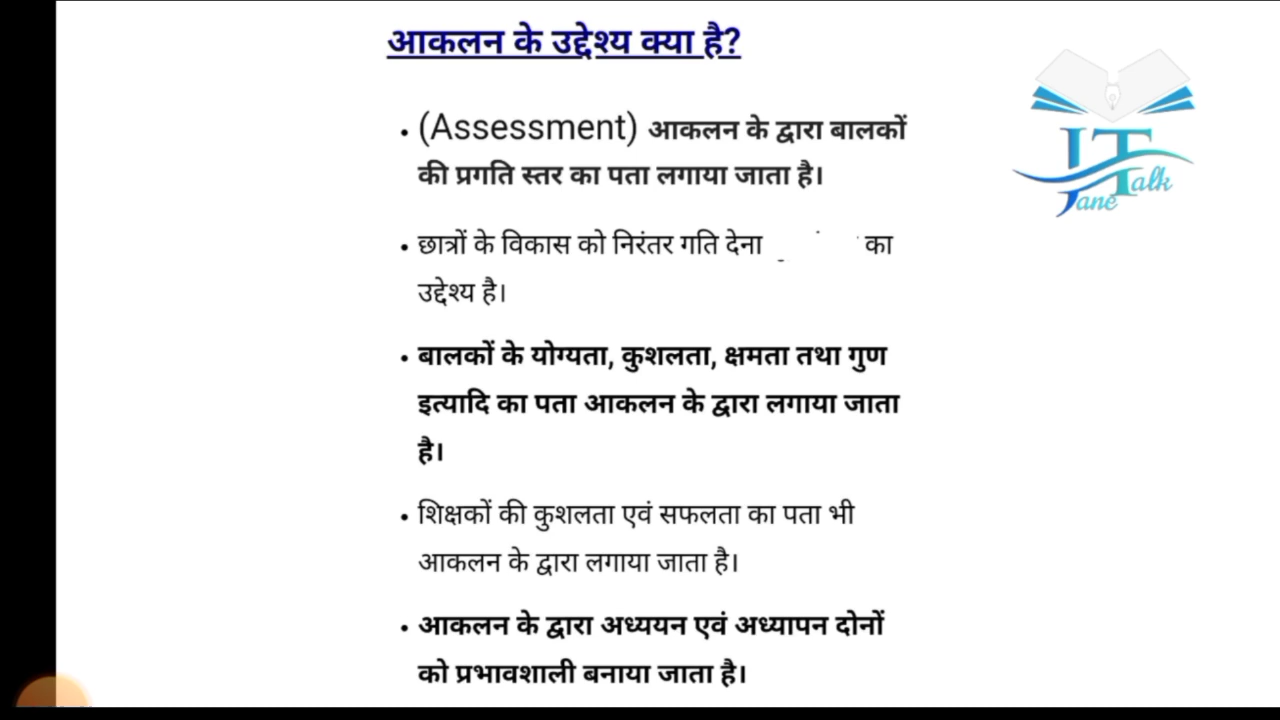 आकलन के उद्देश्य क्या है?
• (Assessment) आकलन के द्वारा बालकों
की प्रगति स्तर का पता लगाया जाता है।
• छात्रों के विकास को निरंतर गति देना का
उद्देश्य है।
• बालकों के योग्यता, कुशलता, क्षमता तथा गुण
इत्यादि का पता आकलन के द्वारा लगाया जाता
है।
• शिक्षकों की कुशलता एवं सफलता का पता भी
आकलन के द्वारा लगाया जाता है।
• आकलन के द्वारा अध्ययन एवं अध्यापन दोनों
को प्रभावशाली बनाया जाता है।
Jane Talk